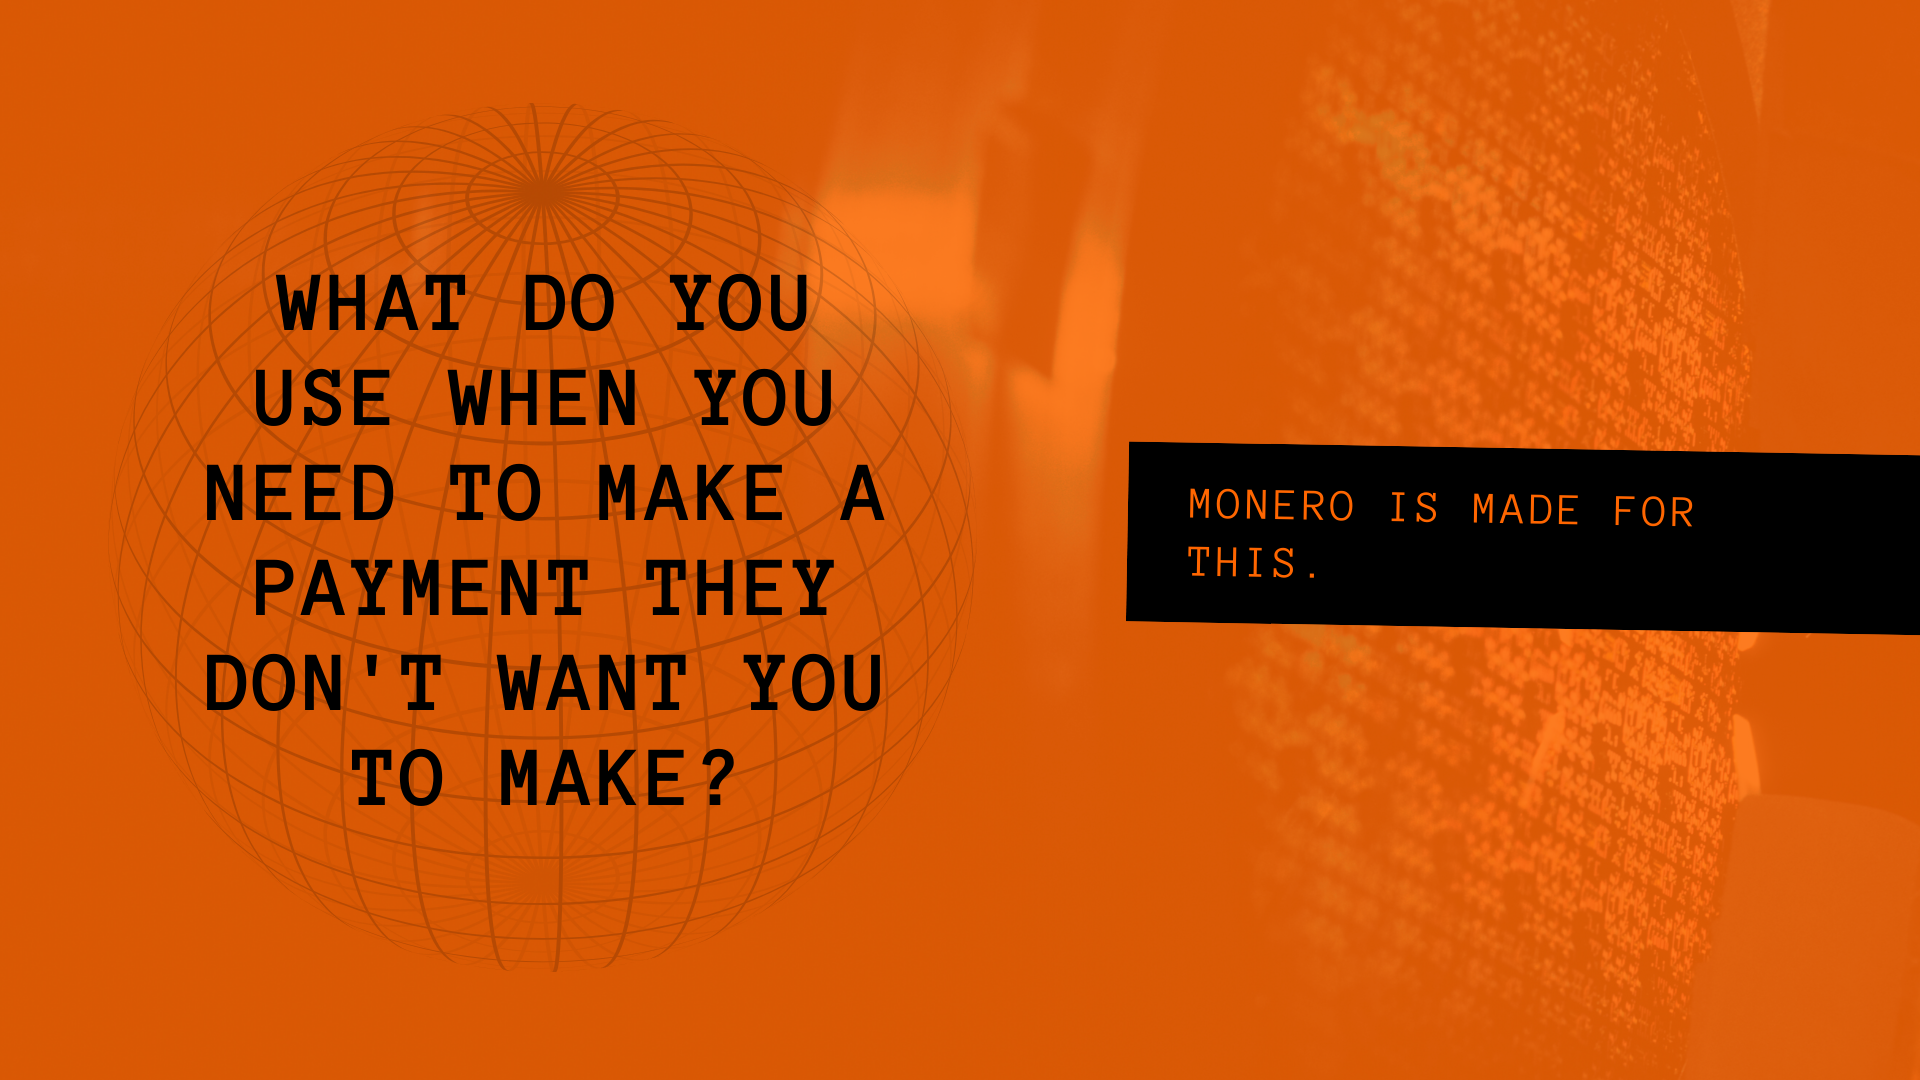 WHAT DO YOU
USE WHEN YOU
NEED TO MAKE A
PAYMENT THEY
DON'T WANT YOU
TO MAKE?
MONERO IS MADE FOR
THIS.